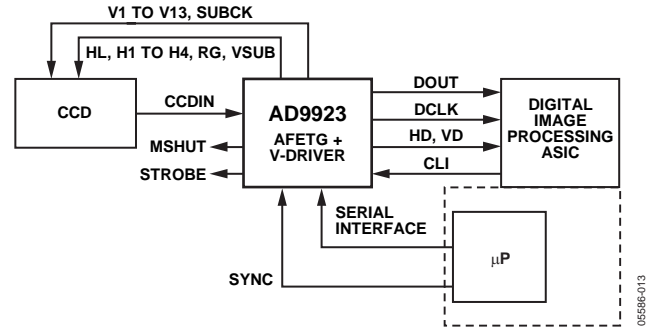 V1 TO V13, SUBCK
HL, H1 TO H4, RG, VSUB
CCD
CCDIN
MSHUT
STROBE
AD9923
AFETG +
V-DRIVER
DOUT
DCLK
HD, VD
CLI
DIGITAL
IMAGE
PROCESSING
ASIC
SERIAL
INTERFACE
SYNC
μP
05586-013